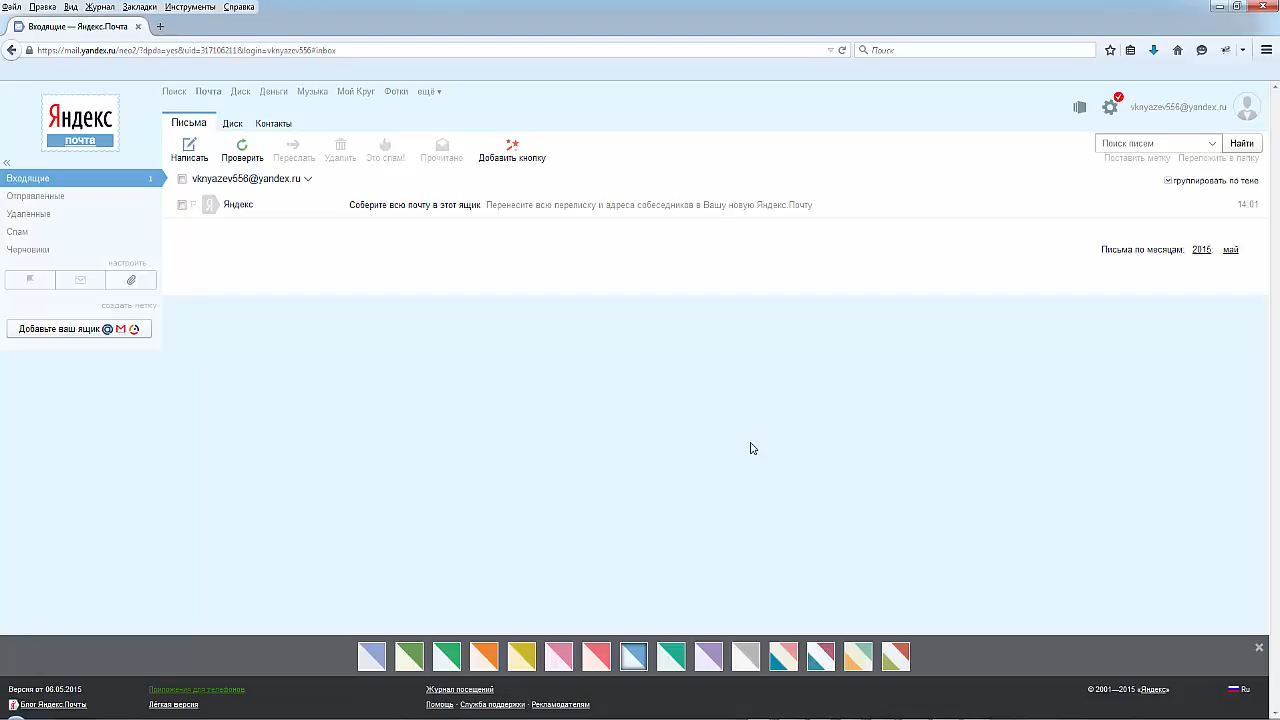 Файл Правка Вид Журнал Закладки Инструменты Справка
Входящие — Яндекс.Почта
https://mail.yandex.ru/neo2/?dpda=yes&uid=317106211&login=vknyazev556#inbox
Поиск
Поиск Почта Диск Деньги Музыка Мой Круг Фотки ещё
Яндекс
почта
vknyazev556@yandex.ru
Письма Диск Контакты
Написать Проверить Переслать Удалить Это спам! Прочитано Добавить кнопку
Поиск писем Найти
Поставить метку Переложить в папку
Входящие 1
vknyazev556@yandex.ru
группировать по теме
Отправленные
Яндекс Соберите всю почту в этот ящик Перенесите всю переписку и адреса собеседников в Вашу новую Яндекс.Почту 14:01
Удаленные
Спам
Черновики
Письма по месяцам: 2015: май
настроить...
создать метку
Добавьте ваш ящик
Версия от 06.05.2015 Приложения для телефонов Журнал посещений © 2001—2015 «Яндекс» Ru
Блог Яндекс.Почты Лёгкая версия Помощь · Служба поддержки · Рекламодателям